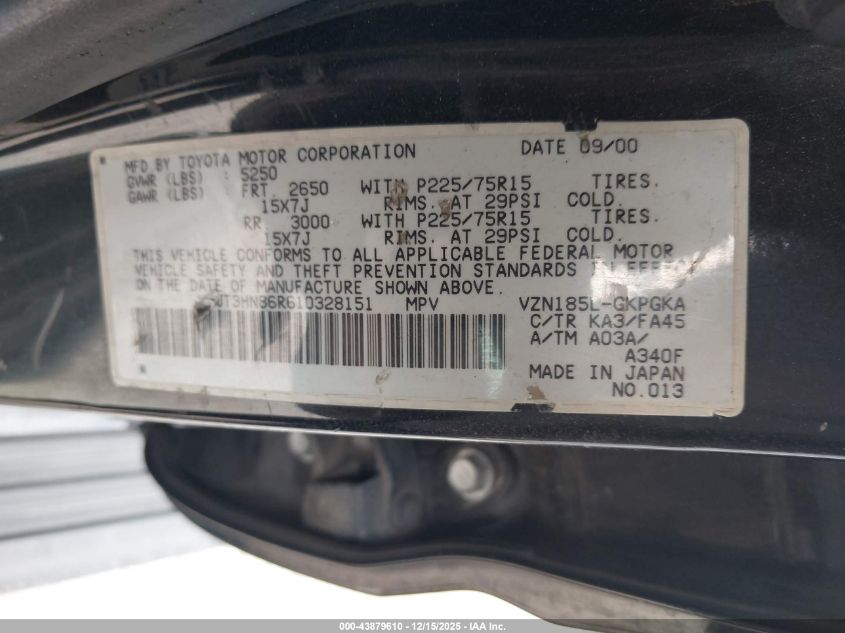 MFD BY TOYOTA MOTOR CORPORATION DATE 09/00
GVWR (LBS) : 5250
GAWR (LBS) : FRT 2650 WITH P225/75R15 TIRES.
15X7J RIMS. AT 29PSI COLD.
RR 3000 WITH P225/75R15 TIRES.
15X7J RIMS. AT 29PSI COLD.
THIS VEHICLE CONFORMS TO ALL APPLICABLE FEDERAL MOTOR
VEHICLE SAFETY AND THEFT PREVENTION STANDARDS IN EFFECT
ON THE DATE OF MANUFACTURE SHOWN ABOVE.
JT3HN86R610328151 MPV VZN185L-GKPGKA
C/TR KA3/FA45
A/TM A03A/
A340F
MADE IN JAPAN
NO.013
000-43879610 - 12/15/2025 - IAA Inc.